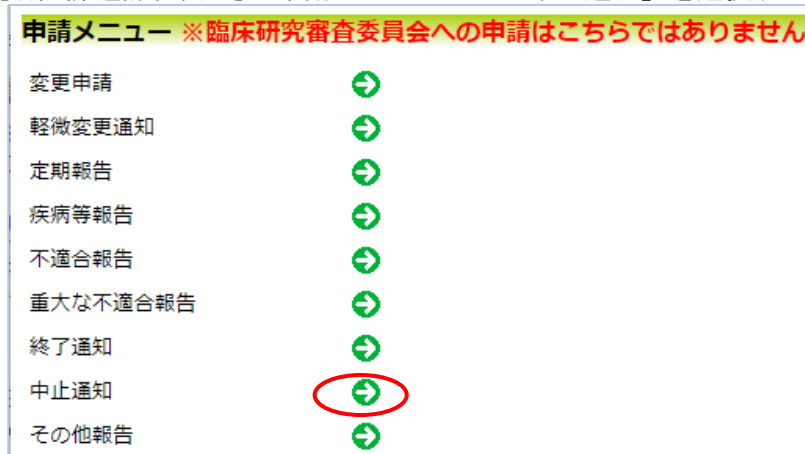 申請メニュー ※臨床研究審査委員会への申請はこちらではありません
変更申請
軽微変更通知
定期報告
疾病等報告
不適合報告
重大な不適合報告
終了通知
中止通知
その他報告